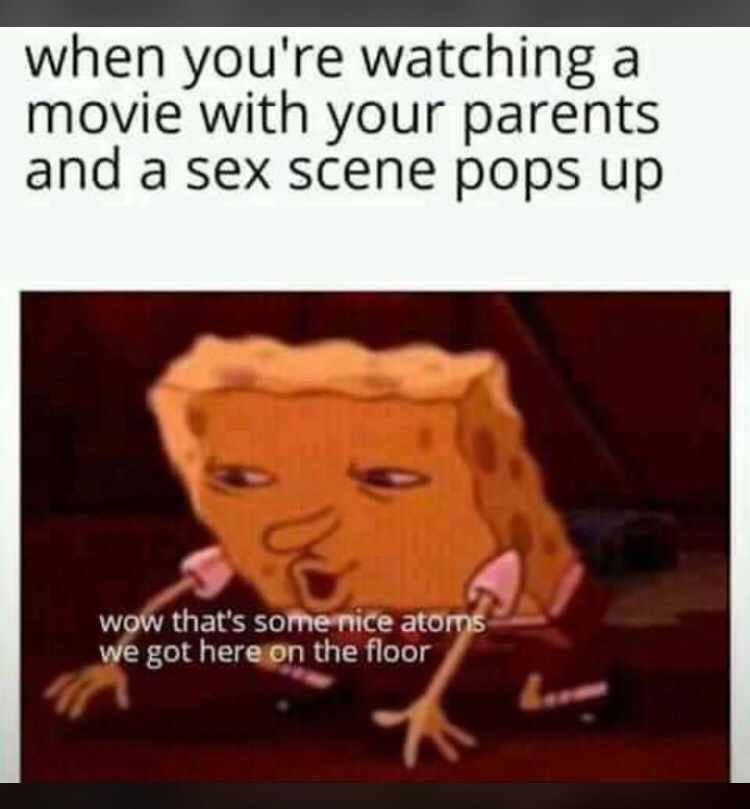 when you're watching a
movie with your parents
and a sex scene pops up
wow that's some nice atoms
we got here on the floor